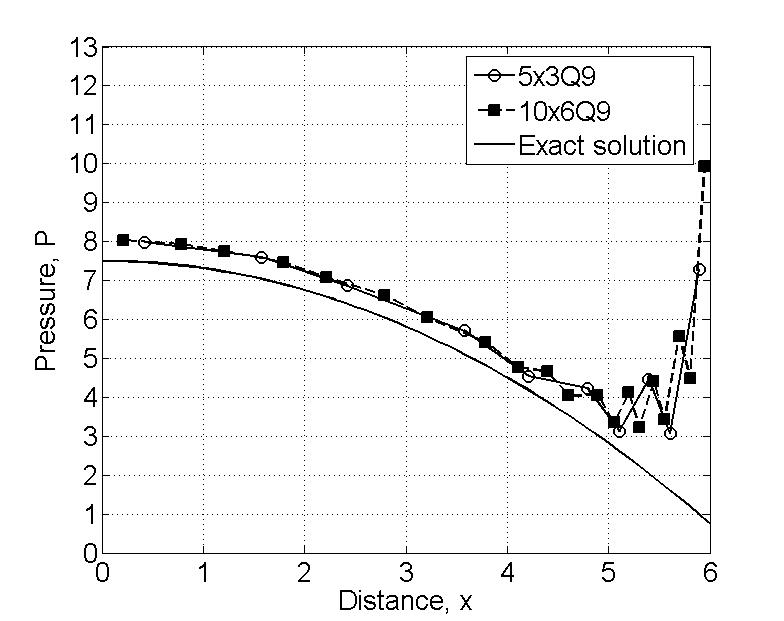 13
12
11
10
9
8
7
6
5
4
3
2
1
0
Pressure, P
5x3Q9
10x6Q9
Exact solution
0 1 2 3 4 5 6
Distance, x